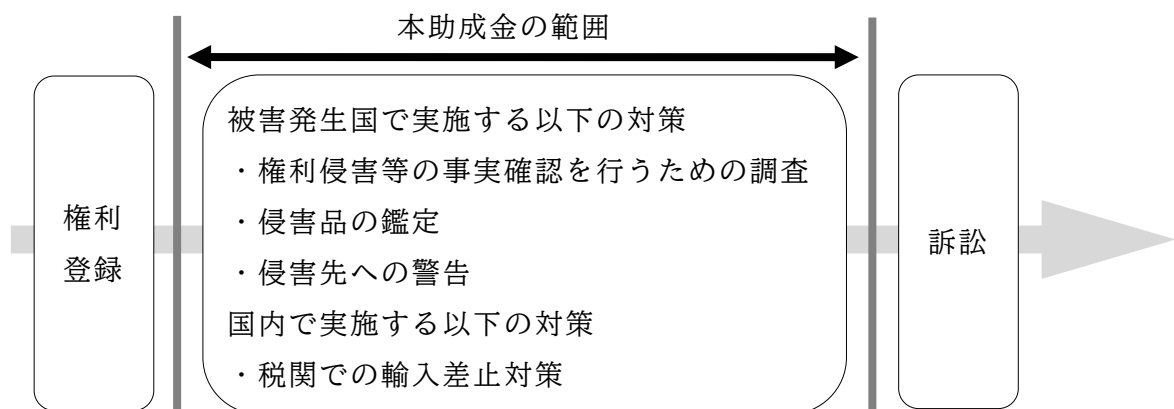 本助成金の範囲
権利
登録
被害発生国で実施する以下の対策
・権利侵害等の事実確認を行うための調査
・侵害品の鑑定
・侵害先への警告
国内で実施する以下の対策
・税関での輸入差止対策
訴訟